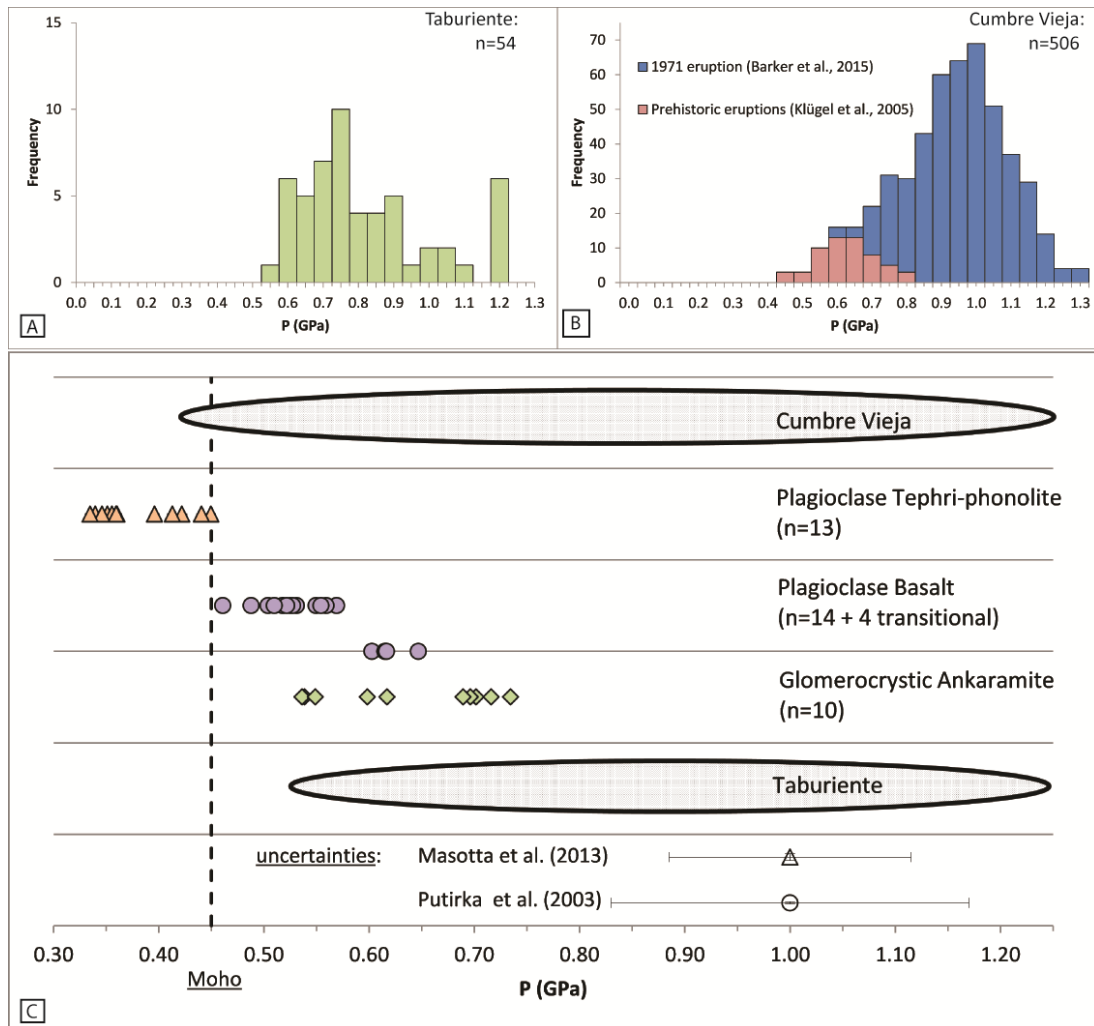 Taburiente:
n=54
15
10
5
0
Frequency
0.0 0.1 0.2 0.3 0.4 0.5 0.6 0.7 0.8 0.9 1.0 1.1 1.2 1.3
P (GPa)
A
Cumbre Vieja:
n=506
1971 eruption (Barker et al., 2015)
Prehistoric eruptions (Klügel et al., 2005)
70
60
50
40
30
20
10
0
Frequency
0.0 0.1 0.2 0.3 0.4 0.5 0.6 0.7 0.8 0.9 1.0 1.1 1.2 1.3
P (GPa)
B
Cumbre Vieja
Plagioclase Tephri-phonolite
(n=13)
Plagioclase Basalt
(n=14 + 4 transitional)
Glomerocrystic Ankaramite
(n=10)
Taburiente
uncertainties: Masotta et al. (2013)
Putirka et al. (2003)
0.30 0.40 0.50 0.60 0.70 0.80 0.90 1.00 1.10 1.20
Moho
P (GPa)
C